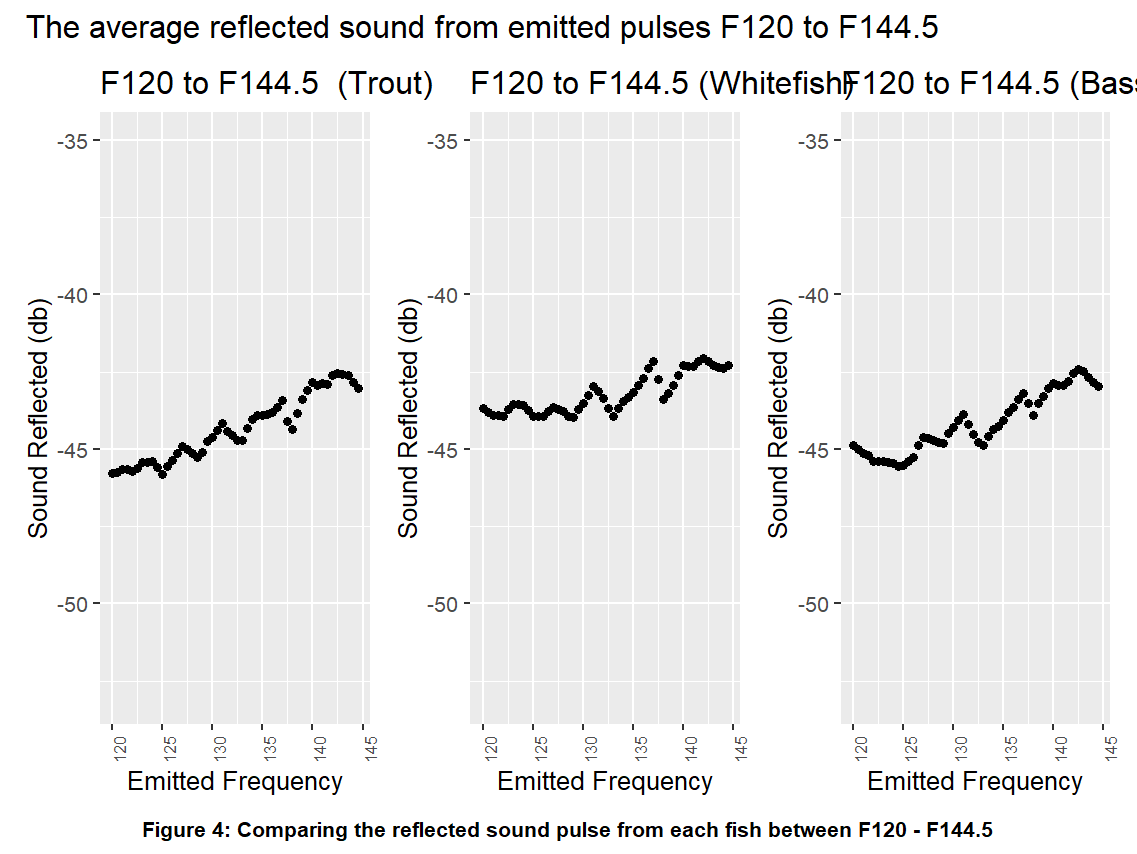 The average reflected sound from emitted pulses F120 to F144.5
F120 to F144.5 (Trout)
-35
-40
-45
-50
Sound Reflected (db)
120 125 130 135 140 145
Emitted Frequency
F120 to F144.5 (Whitefish)
-35
-40
-45
-50
Sound Reflected (db)
120 125 130 135 140 145
Emitted Frequency
F120 to F144.5 (Bass
-35
-40
-45
-50
Sound Reflected (db)
120 125 130 135 140 145
Emitted Frequency
Figure 4: Comparing the reflected sound pulse from each fish between F120 - F144.5